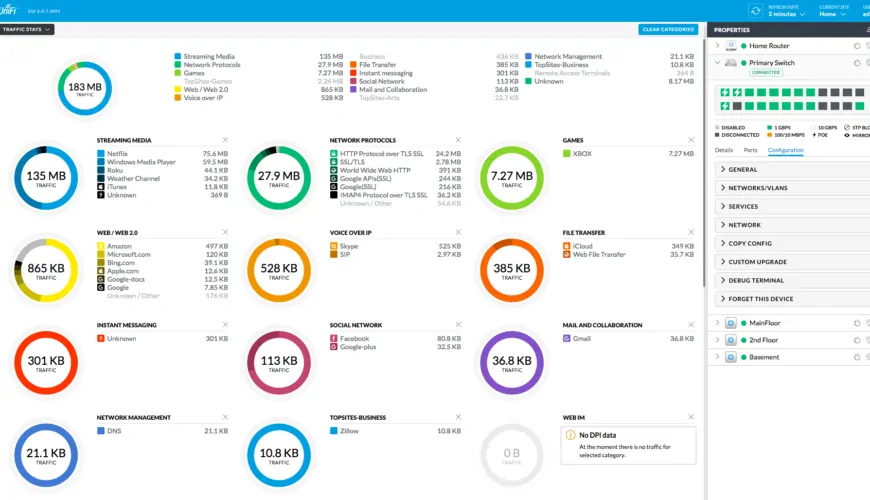 UniFi
REFRESH RATE
2 minutes
CURRENT SITE
Home
TRAFFIC STATS
CLEAR CATEGORIES
183 MB
TRAFFIC
Streaming Media 135 MB
Network Protocols 27.9 MB
Games 7.27 MB
TopSites-Games 2.24 MB
Web / Web 2.0 865 KB
Voice over IP 528 KB
Business 436 KB
File Transfer 385 KB
Instant messaging 301 KB
Social Network 113 KB
Mail and Collaboration 36.8 KB
TopSites-Arts 22.7 KB
Network Management 21.1 KB
TopSites-Business 10.8 KB
Remote Access Terminals 364 B
Unknown 8.17 MB
STREAMING MEDIA
135 MB
TRAFFIC
Netflix 75.6 MB
Windows Media Player 59.5 MB
Roku 44.1 KB
Weather Channel 34.2 KB
iTunes 11.8 KB
Unknown 369 B
NETWORK PROTOCOLS
27.9 MB
TRAFFIC
HTTP Protocol over TLS SSL 24.2 MB
SSL/TLS 2.78 MB
World Wide Web HTTP 391 KB
Google APIs(SSL) 244 KB
Google(SSL) 216 KB
IMAP4 Protocol over TLS SSL 36.2 KB
Unknown / Other 54.6 KB
GAMES
7.27 MB
TRAFFIC
XBOX 7.27 MB
WEB / WEB 2.0
865 KB
TRAFFIC
Amazon 497 KB
Microsoft.com 120 KB
Bing.com 39.1 KB
Apple.com 12.6 KB
Google-docs 12.5 KB
Google 7.85 KB
Unknown / Other 176 KB
VOICE OVER IP
528 KB
TRAFFIC
Skype 525 KB
SIP 2.97 KB
FILE TRANSFER
385 KB
TRAFFIC
iCloud 349 KB
Web File Transfer 35.7 KB
INSTANT MESSAGING
301 KB
TRAFFIC
Unknown 301 KB
SOCIAL NETWORK
113 KB
TRAFFIC
Facebook 80.8 KB
Google-plus 32.5 KB
MAIL AND COLLABORATION
36.8 KB
TRAFFIC
Gmail 36.8 KB
NETWORK MANAGEMENT
21.1 KB
TRAFFIC
DNS 21.1 KB
TOPSITES-BUSINESS
10.8 KB
TRAFFIC
Zillow 10.8 KB
WEB IM
0 B
TRAFFIC
No DPI data
At the moment there is no traffic for
selected category.
PROPERTIES
Home Router
Primary Switch
CONNECTED
DISABLED 1 GBPS 10 GBPS STP BLO
DISCONNECTED 100/10 MBPS POE MIRROR
Details Ports Configuration
GENERAL
NETWORKS/VLANS
SERVICES
NETWORK
COPY CONFIG
CUSTOM UPGRADE
DEBUG TERMINAL
FORGET THIS DEVICE
MainFloor
2nd Floor
Basement